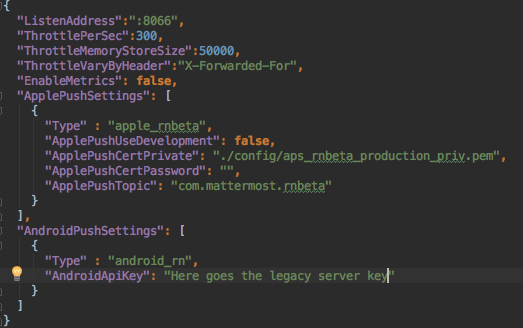 {
"ListenAddress":":8066",
"ThrottlePerSec":300,
"ThrottleMemoryStoreSize":50000,
"ThrottleVaryByHeader":"X-Forwarded-For",
"EnableMetrics": false,
"ApplePushSettings": [
{
"Type" : "apple_rnbeta",
"ApplePushUseDevelopment": false,
"ApplePushCertPrivate": "./config/aps_rnbeta_production_priv.pem",
"ApplePushCertPassword": "",
"ApplePushTopic": "com.mattermost.rnbeta"
}
],
"AndroidPushSettings": [
{
"Type" : "android_rn",
"AndroidApiKey": "Here goes the legacy server key"
}
]
}